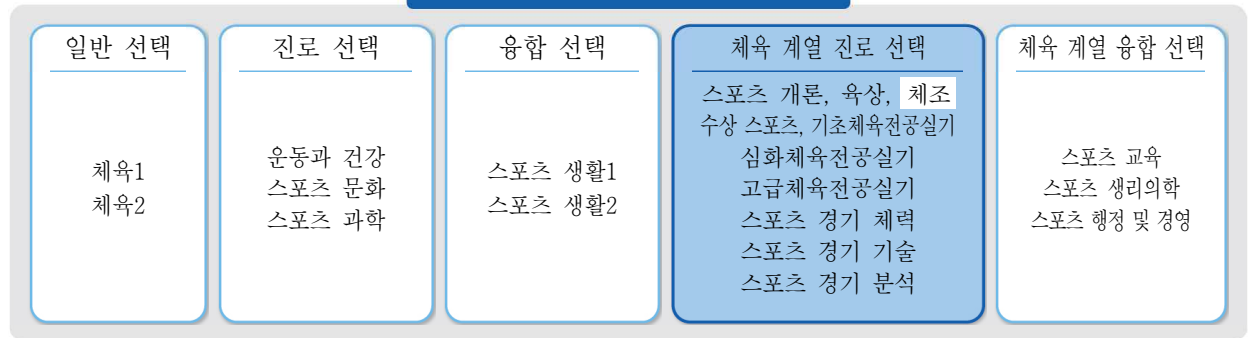 일반 선택
체육1
체육2
진로 선택
운동과 건강
스포츠 문화
스포츠 과학
융합 선택
스포츠 생활1
스포츠 생활2
체육 계열 진로 선택
스포츠 개론, 육상, 체조
수상 스포츠, 기초체육전공실기
심화체육전공실기
고급체육전공실기
스포츠 경기 체력
스포츠 경기 기술
스포츠 경기 분석
체육 계열 융합 선택
스포츠 교육
스포츠 생리의학
스포츠 행정 및 경영